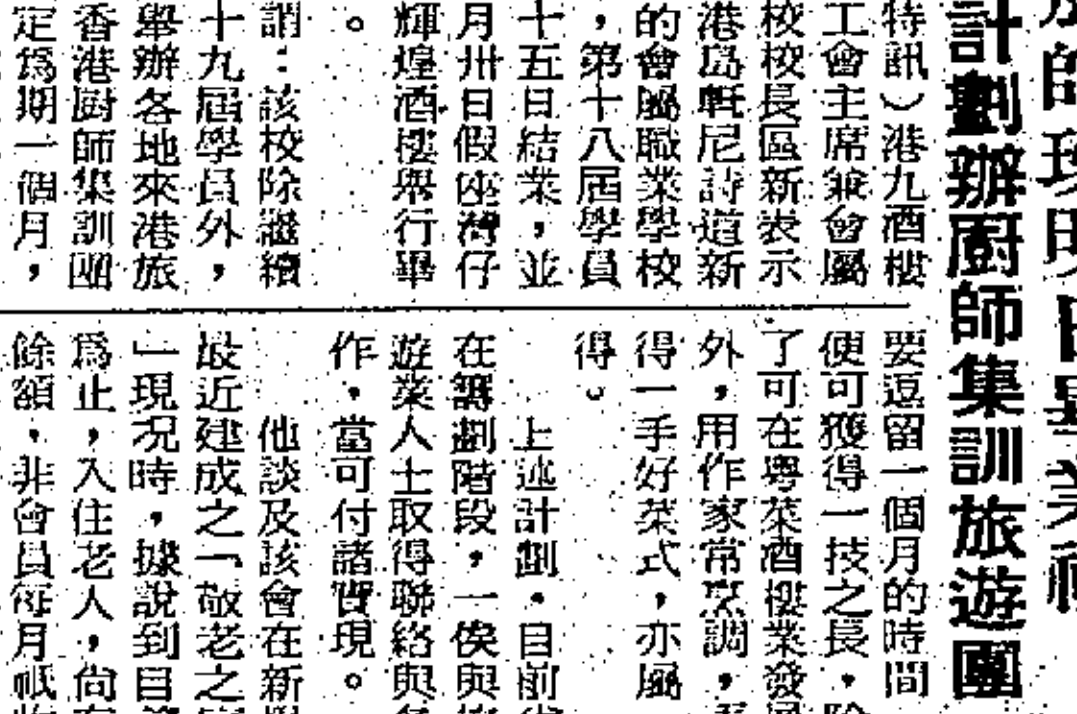 計劃辦廚師集訓旅遊團
特訊）港九酒樓
工會主席兼會屬
校校長區新表示
港島軒尼詩道新
的會屬職業學校
，第十八屆學員
十五日結業，並
月卅日假座灣仔
輝煌酒樓舉行畢
。
謂：該校除繼續
十九屆學員外，
舉辦各地來港旅
香港廚師集訓團
定爲期一個月，
要逗留一個月的時間
便可獲得一技之長，除
了可在粤菜酒樓業發展
外，用作家常烹調，
得一手好菜式，亦屬
得。
上述計劃，目前
在籌劃階段，一俟與
遊業人士取得聯絡與
作，當可付諸實現。
他談及該會在新
最近建成之「敬老之
」現况時，據說到目
爲止，入住老人，尙
餘額，非會員每月祇